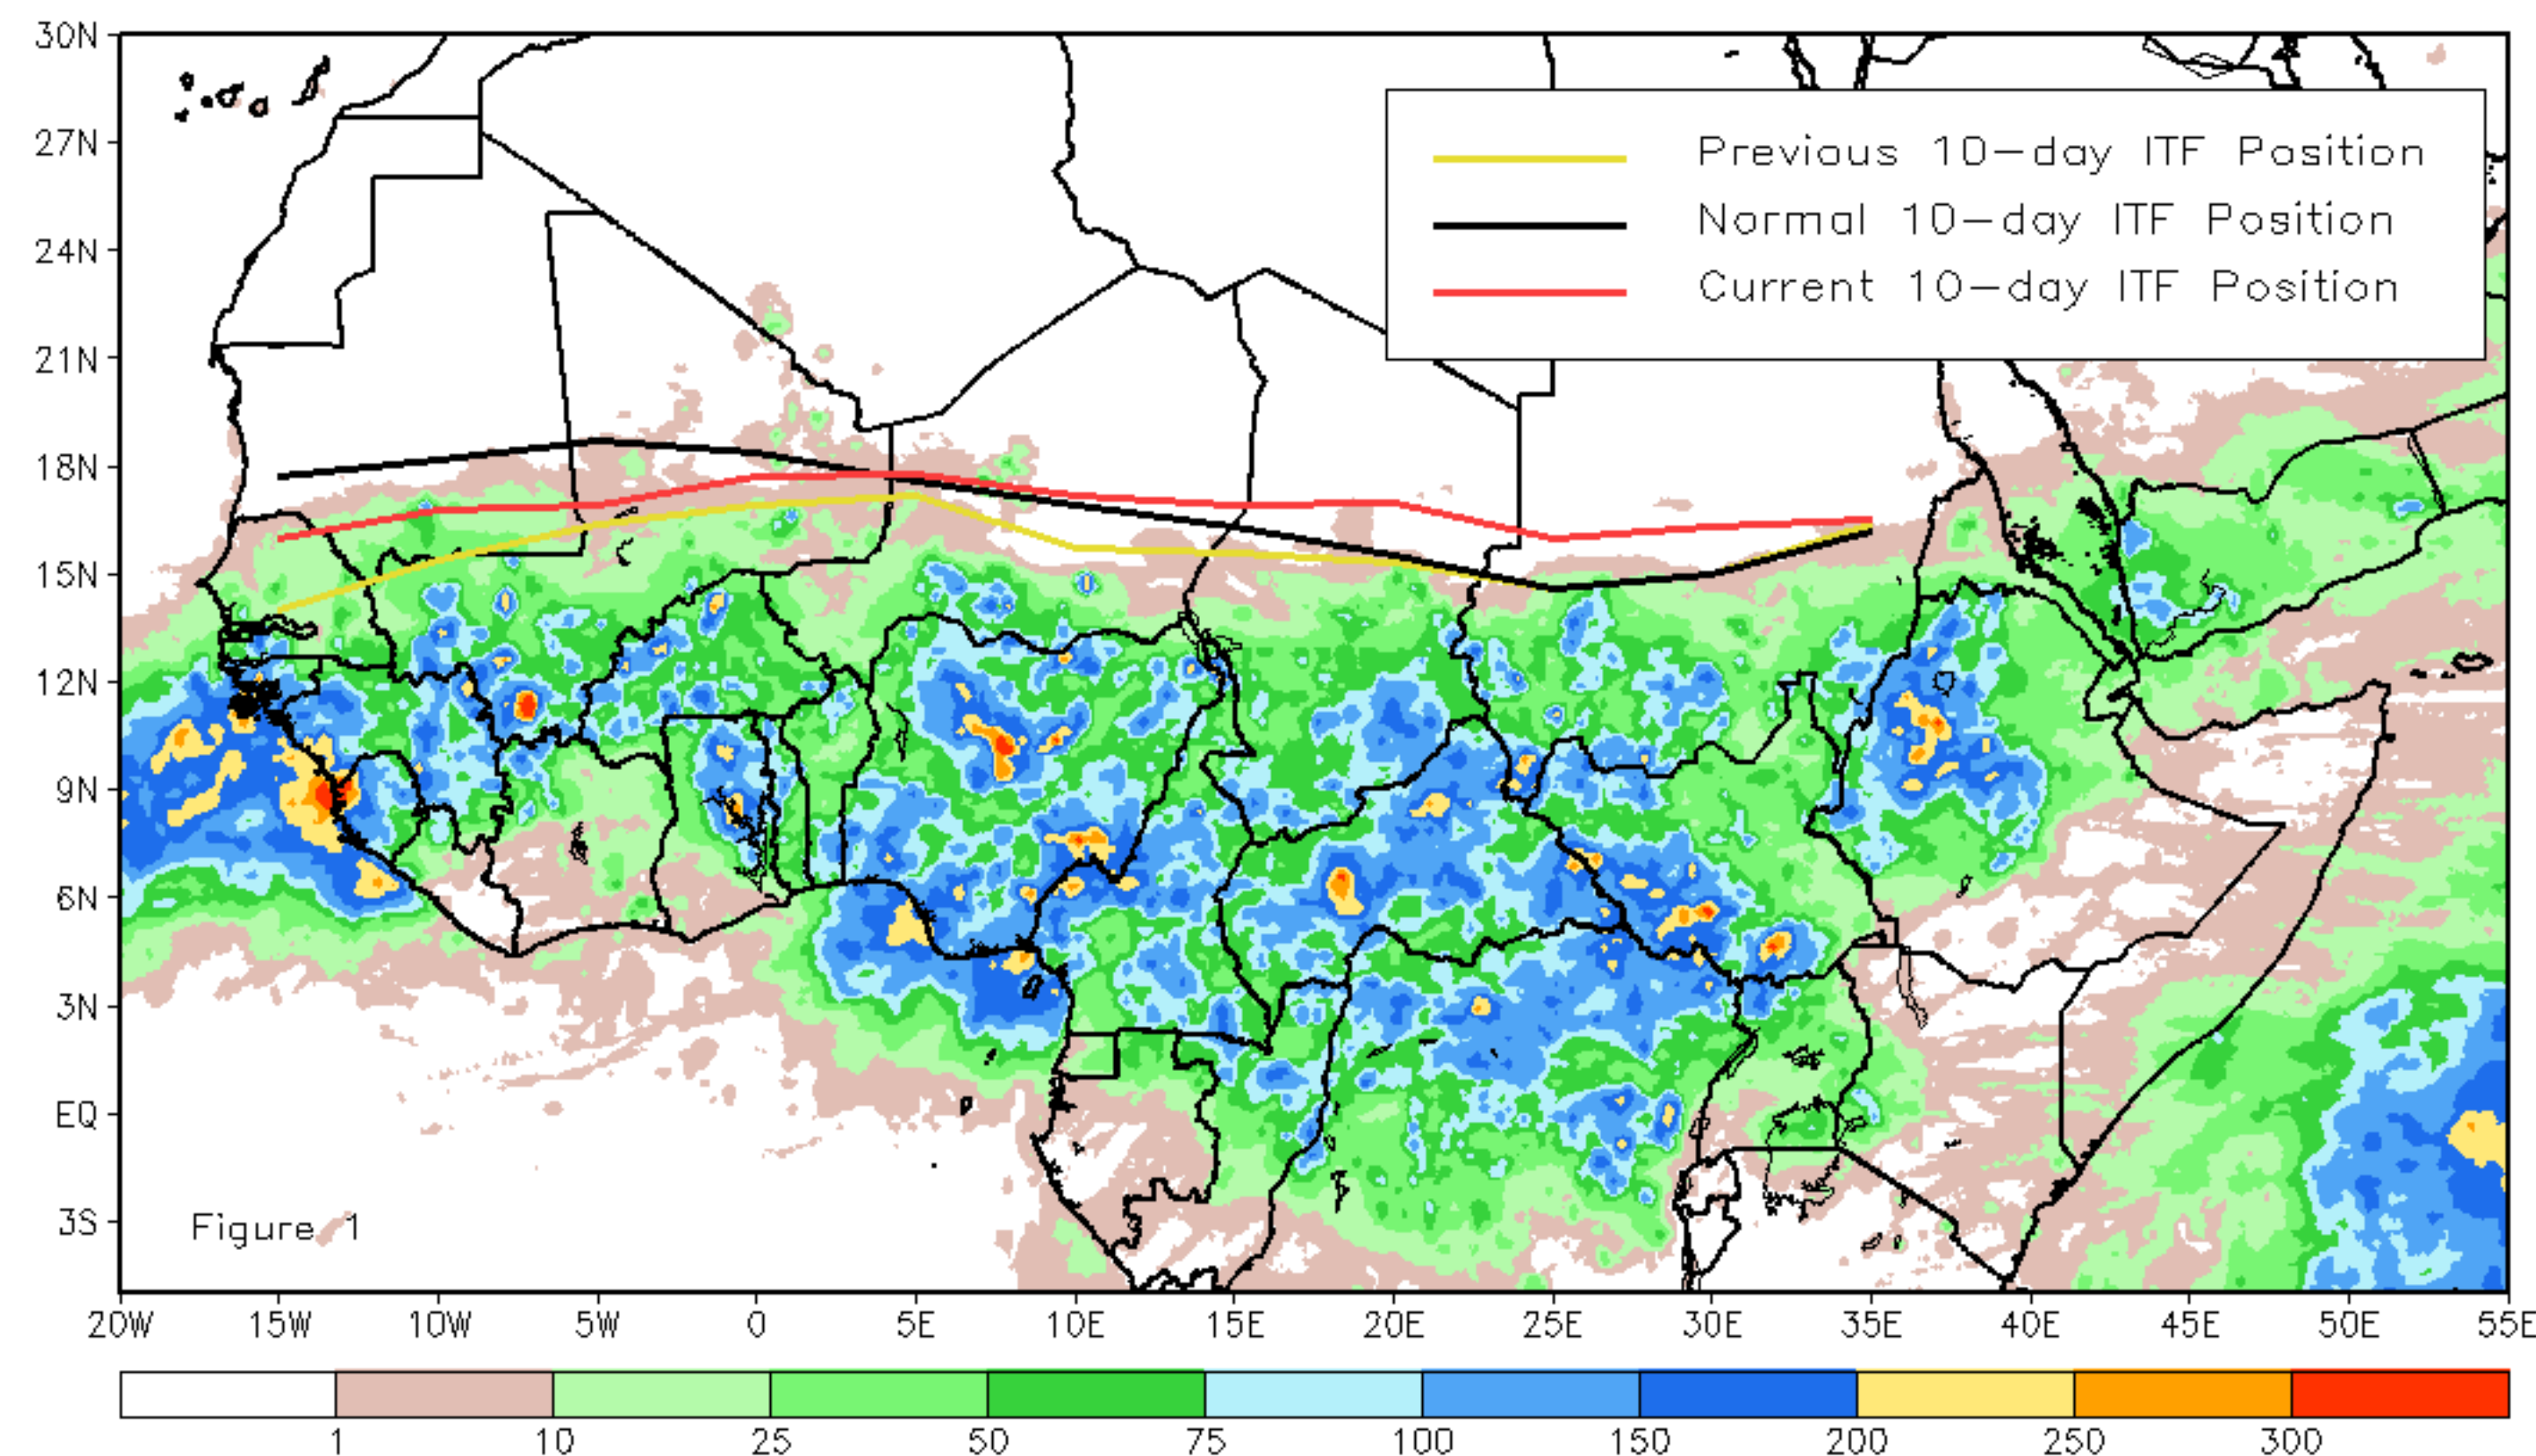 30N
27N
24N
21N
18N
15N
12N
9N
6N
3N
EQ
3S
Previous 10-day ITF Position
Normal 10-day ITF Position
Current 10-day ITF Position
Figure 1
20W 15W 10W 5W 0 5E 10E 15E 20E 25E 30E 35E 40E 45E 50E 55E
1 10 25 50 75 100 150 200 250 300